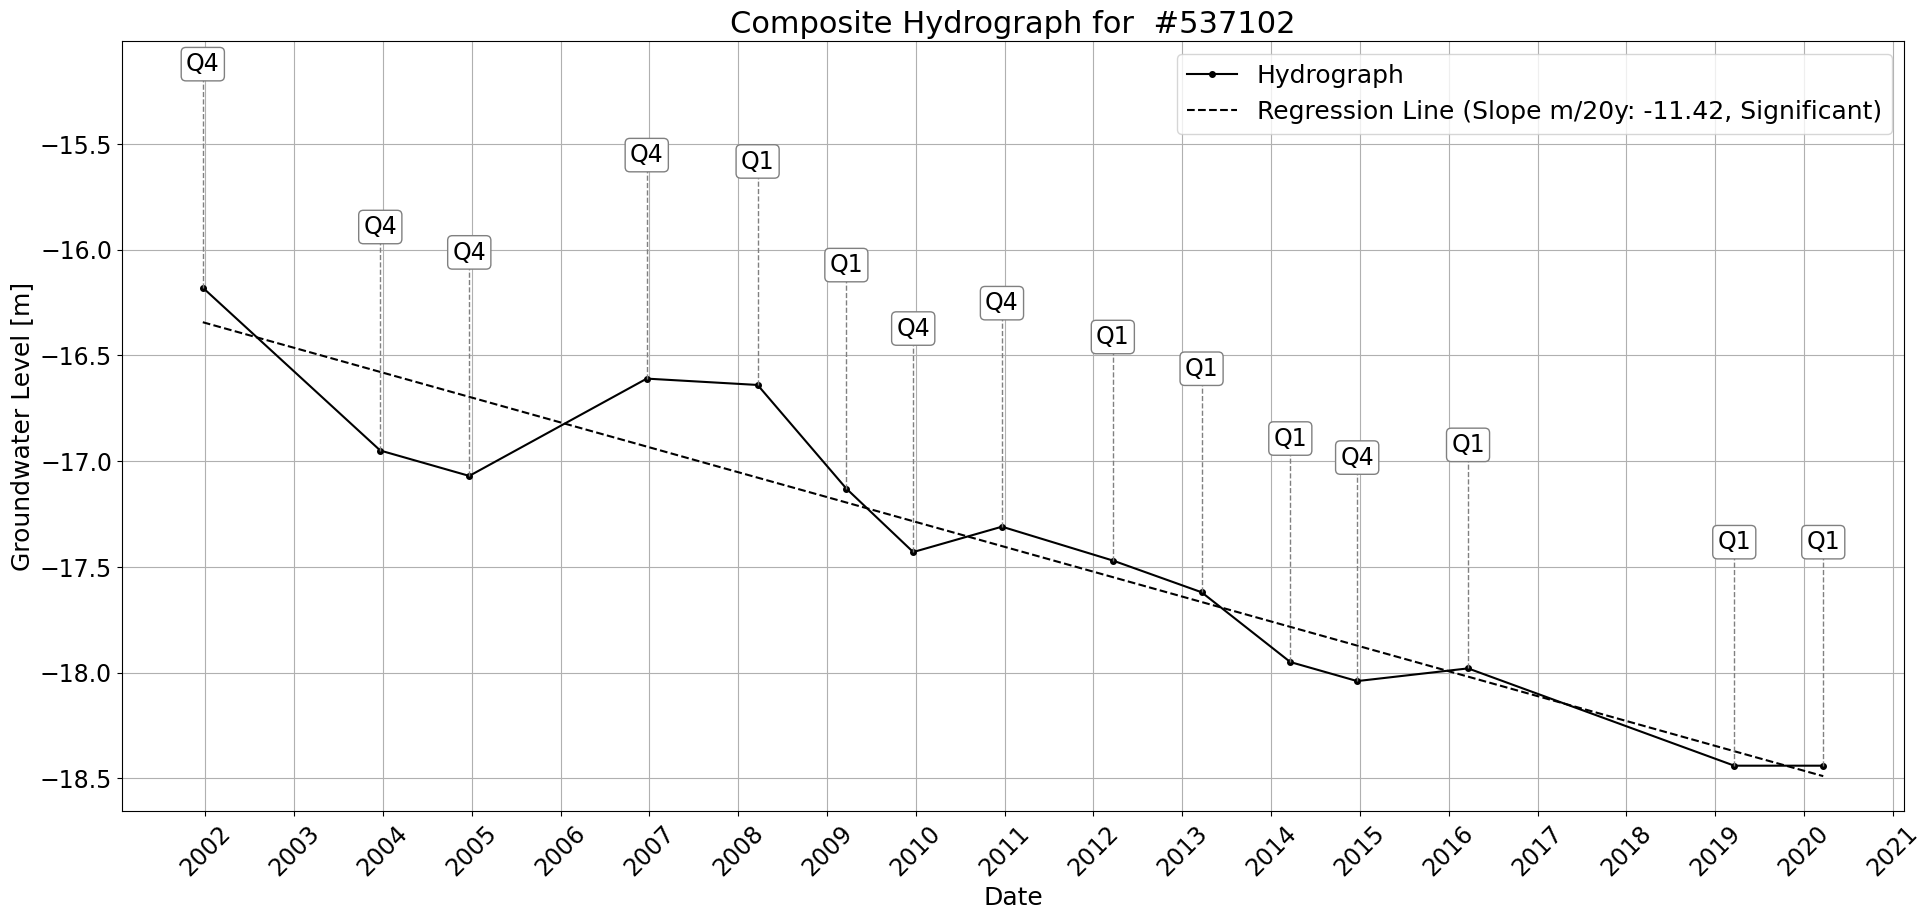 Composite Hydrograph for  #537102
Hydrograph
Regression Line (Slope m/20y: -11.42, Significant)
Q4
Q4
Q4
Q4
Q1
Q1
Q4
Q4
Q1
Q1
Q1
Q4
Q1
Q1
Q1
Groundwater Level [m]
−15.5
−16.0
−16.5
−17.0
−17.5
−18.0
−18.5
2002
2003
2004
2005
2006
2007
2008
2009
2010
2011
2012
2013
2014
2015
2016
2017
2018
2019
2020
2021
Date